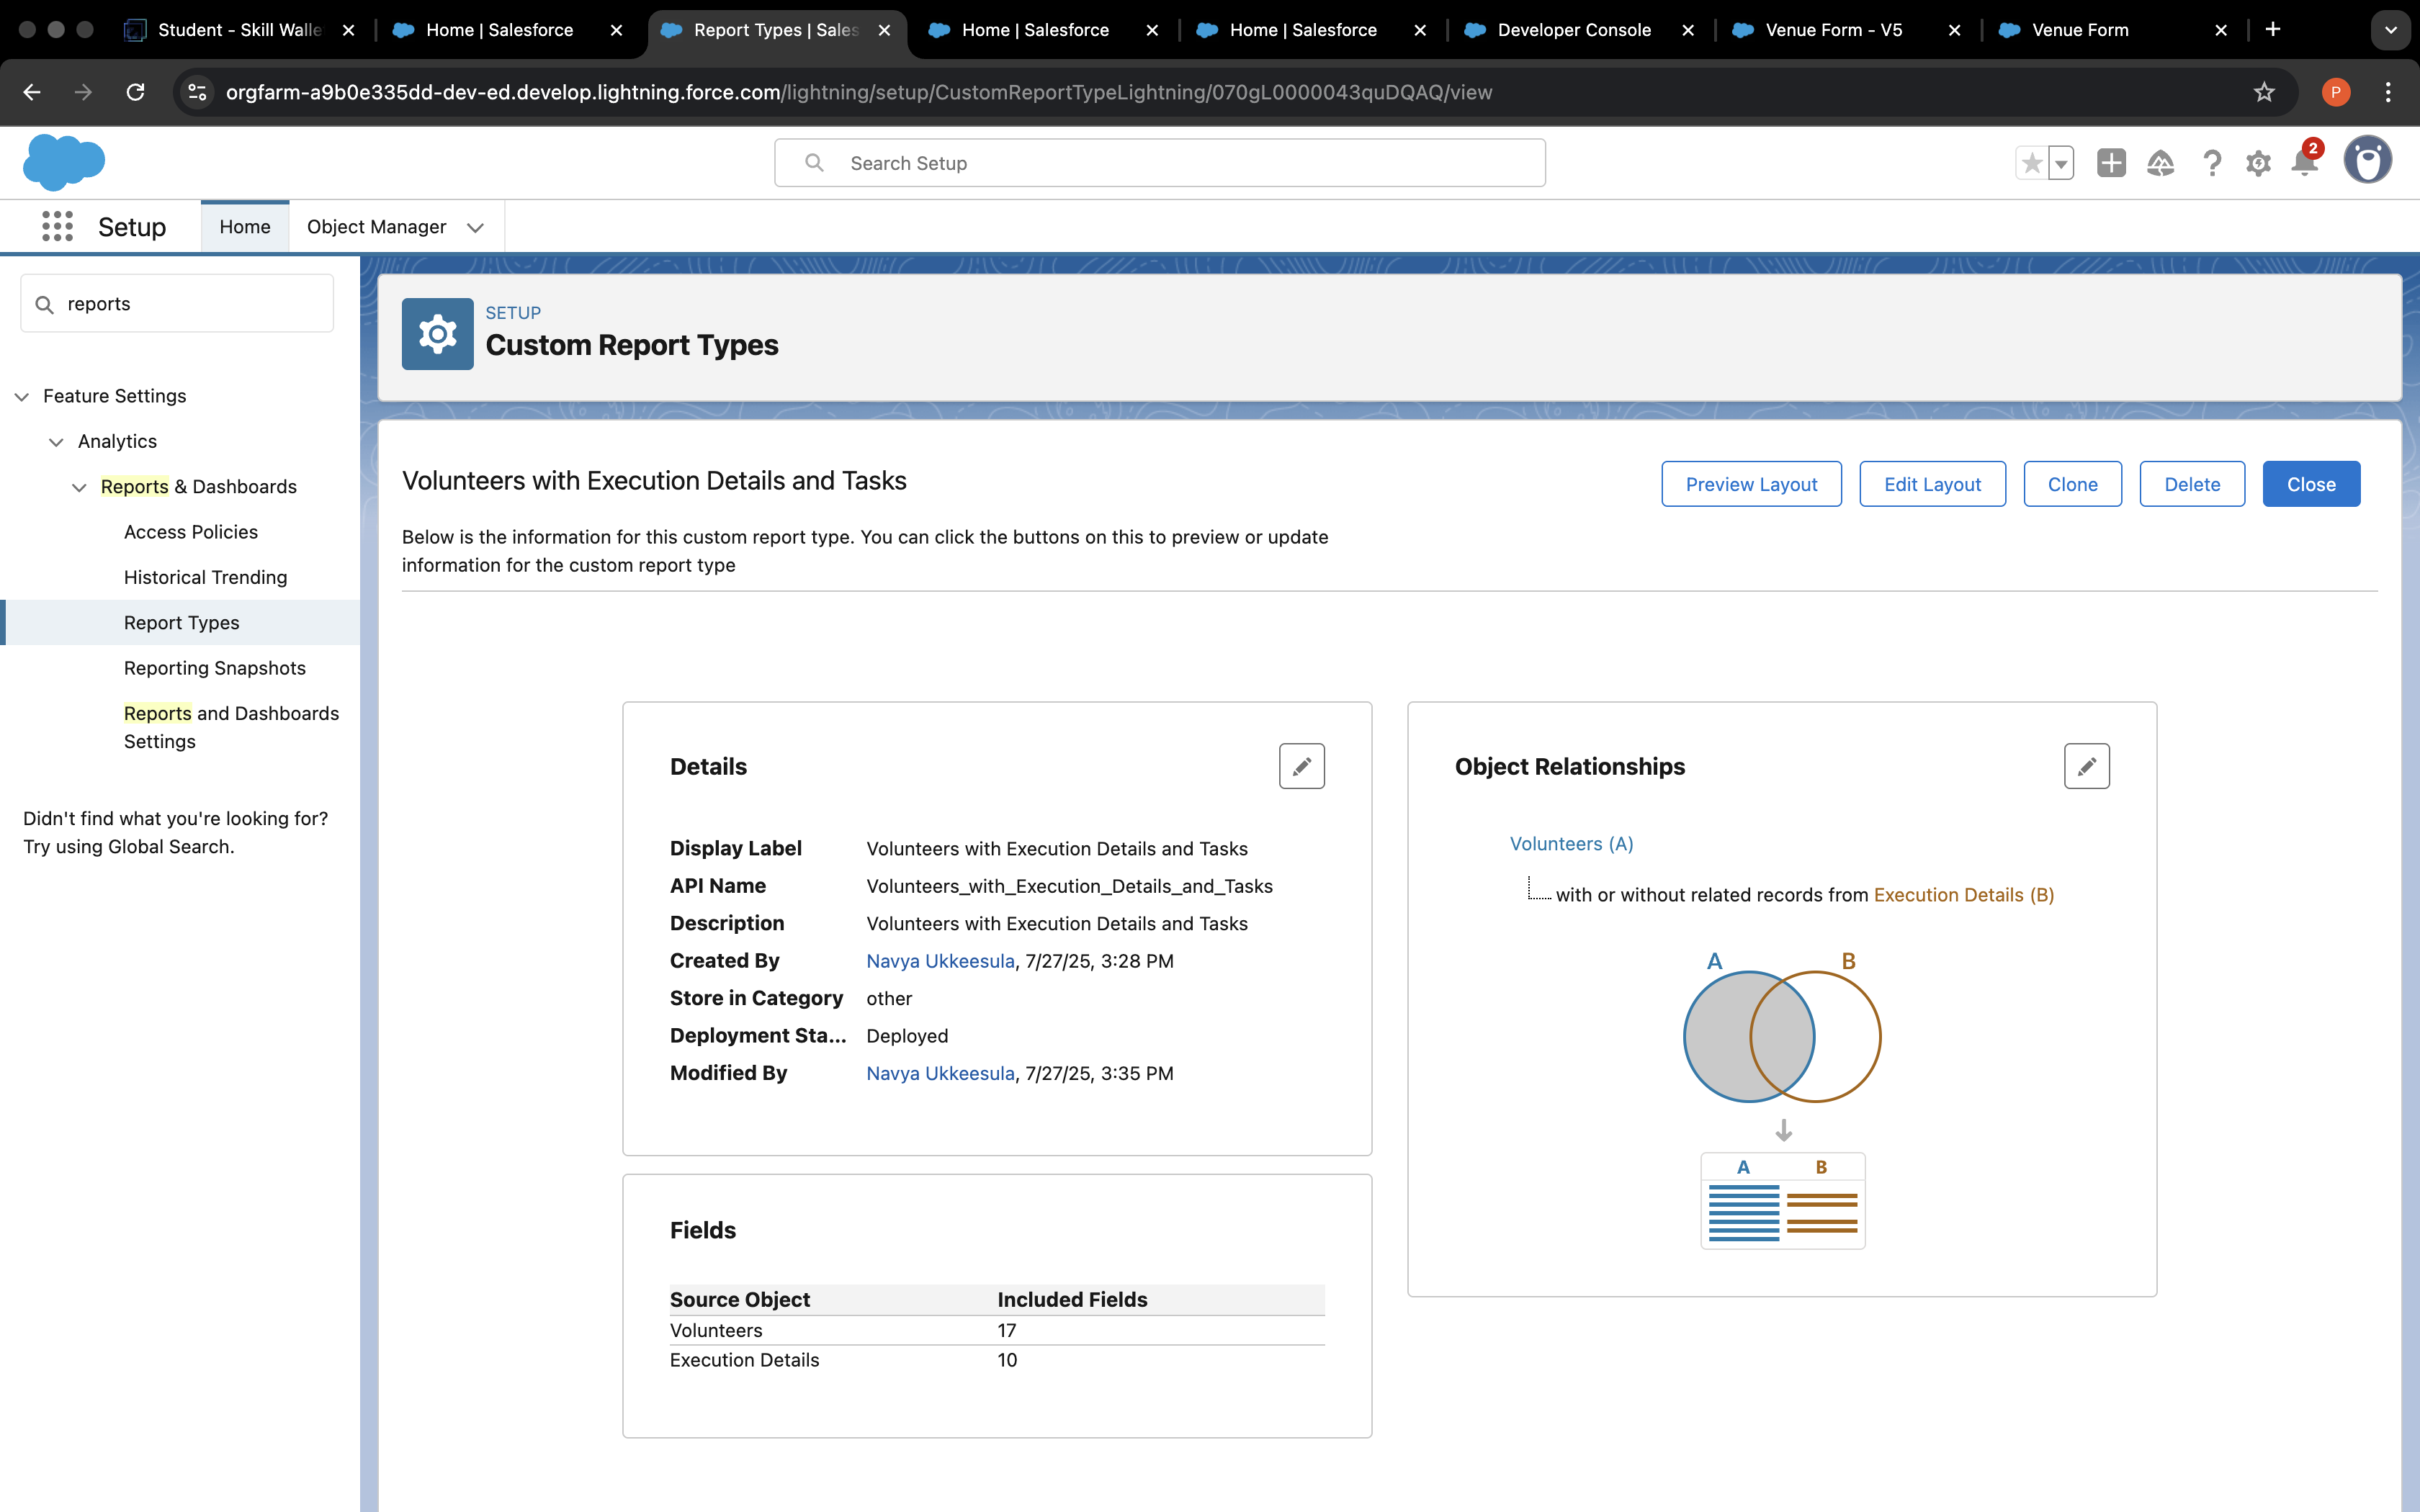 Student - Skill Walle
Home | Salesforce
Report Types | Sales
Home | Salesforce
Home | Salesforce
Developer Console
Venue Form - V5
Venue Form
orgfarm-a9b0e335dd-dev-ed.develop.lightning.force.com/lightning/setup/CustomReportTypeLightning/070gL0000043quDQAQ/view
P
Search Setup
2
Setup
Home
Object Manager
reports
Feature Settings
Analytics
Reports & Dashboards
Access Policies
Historical Trending
Report Types
Reporting Snapshots
Reports and Dashboards
Settings
Didn't find what you're looking for?
Try using Global Search.
SETUP
Custom Report Types
Volunteers with Execution Details and Tasks
Preview Layout
Edit Layout
Clone
Delete
Close
Below is the information for this custom report type. You can click the buttons on this to preview or update
information for the custom report type
Details
Display Label Volunteers with Execution Details and Tasks
API Name Volunteers_with_Execution_Details_and_Tasks
Description Volunteers with Execution Details and Tasks
Created By Navya Ukkeesula, 7/27/25, 3:28 PM
Store in Category other
Deployment Sta... Deployed
Modified By Navya Ukkeesula, 7/27/25, 3:35 PM
Fields
Source Object Included Fields
Volunteers 17
Execution Details 10
Object Relationships
Volunteers (A)
with or without related records from Execution Details (B)
A B
A B